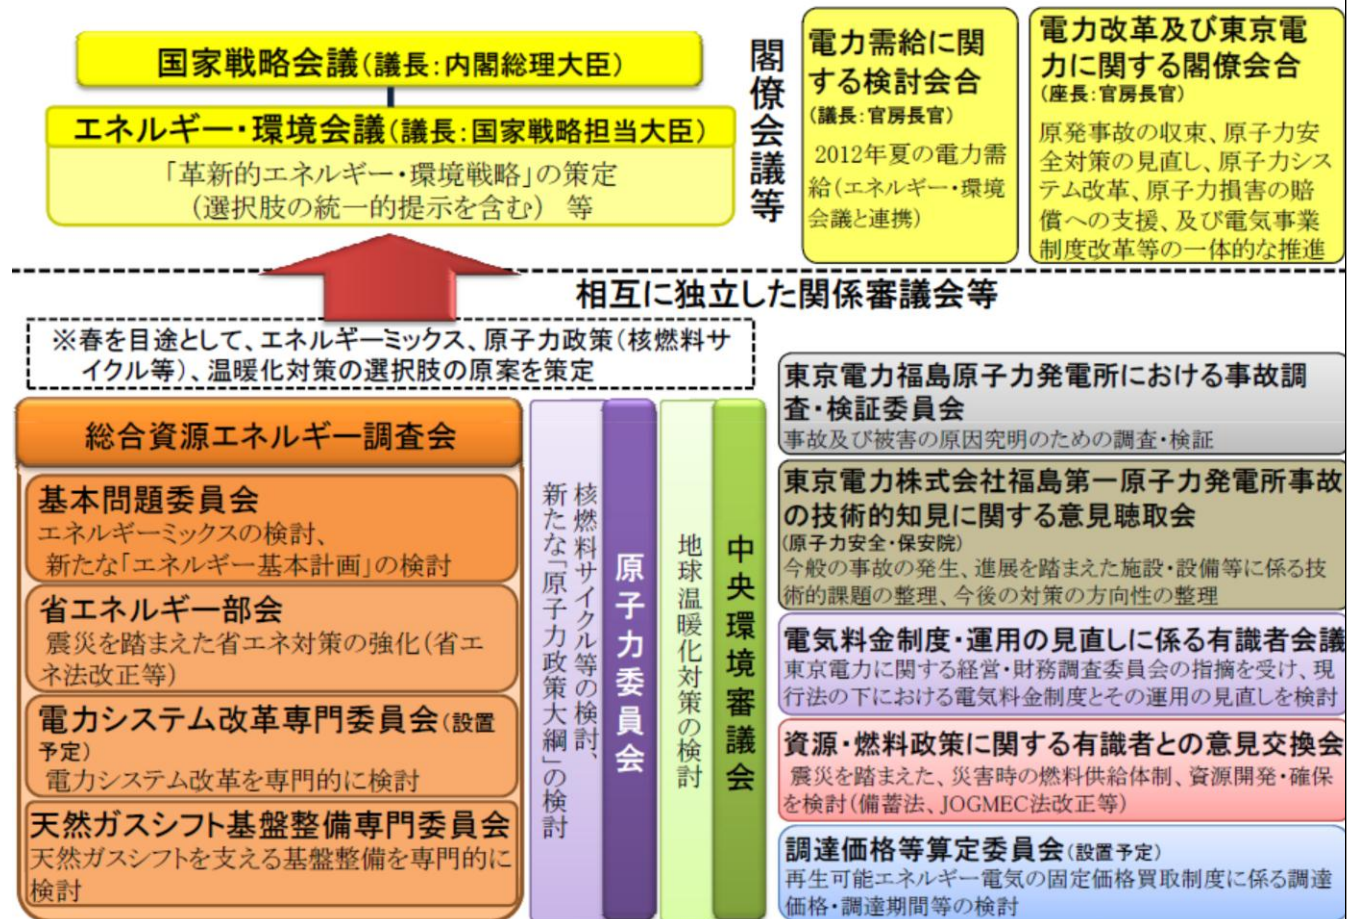 国家戦略会議(議長:内閣総理大臣)
エネルギー・環境会議(議長:国家戦略担当大臣)
「革新的エネルギー・環境戦略」の策定
(選択肢の統一的提示を含む) 等
閣僚会議等
電力需給に関
する検討会合
(議長:官房長官)
2012年夏の電力需
給(エネルギー・環境
会議と連携)
電力改革及び東京電
力に関する閣僚会合
(座長:官房長官)
原発事故の収束、原子力安
全対策の見直し、原子力シス
テム改革、原子力損害の賠
償への支援、及び電気事業
制度改革等の一体的な推進
相互に独立した関係審議会等
※春を目途として、エネルギーミックス、原子力政策(核燃料サ
イクル等)、温暖化対策の選択肢の原案を策定
総合資源エネルギー調査会
基本問題委員会
エネルギーミックスの検討、
新たな「エネルギー基本計画」の検討
省エネルギー部会
震災を踏まえた省エネ対策の強化(省エ
ネ法改正等)
電力システム改革専門委員会(設置
予定)
電力システム改革を専門的に検討
天然ガスシフト基盤整備専門委員会
天然ガスシフトを支える基盤整備を専門的に
検討
原子力委員会
核燃料サイクル等の検討、
新たな「原子力政策大綱」の検討
中央環境審議会
地球温暖化対策の検討
東京電力福島原子力発電所における事故調
査・検証委員会
事故及び被害の原因究明のための調査・検証
東京電力株式会社福島第一原子力発電所事故
の技術的知見に関する意見聴取会
(原子力安全・保安院)
今般の事故の発生、進展を踏まえた施設・設備等に係る技
術的課題の整理、今後の対策の方向性の整理
電気料金制度・運用の見直しに係る有識者会議
東京電力に関する経営・財務調査委員会の指摘を受け、現
行法の下における電気料金制度とその運用の見直しを検討
資源・燃料政策に関する有識者との意見交換会
震災を踏まえた、災害時の燃料供給体制、資源開発・確保
を検討(備蓄法、JOGMEC法改正等)
調達価格等算定委員会(設置予定)
再生可能エネルギー電気の固定価格買取制度に係る調達
価格・調達期間等の検討